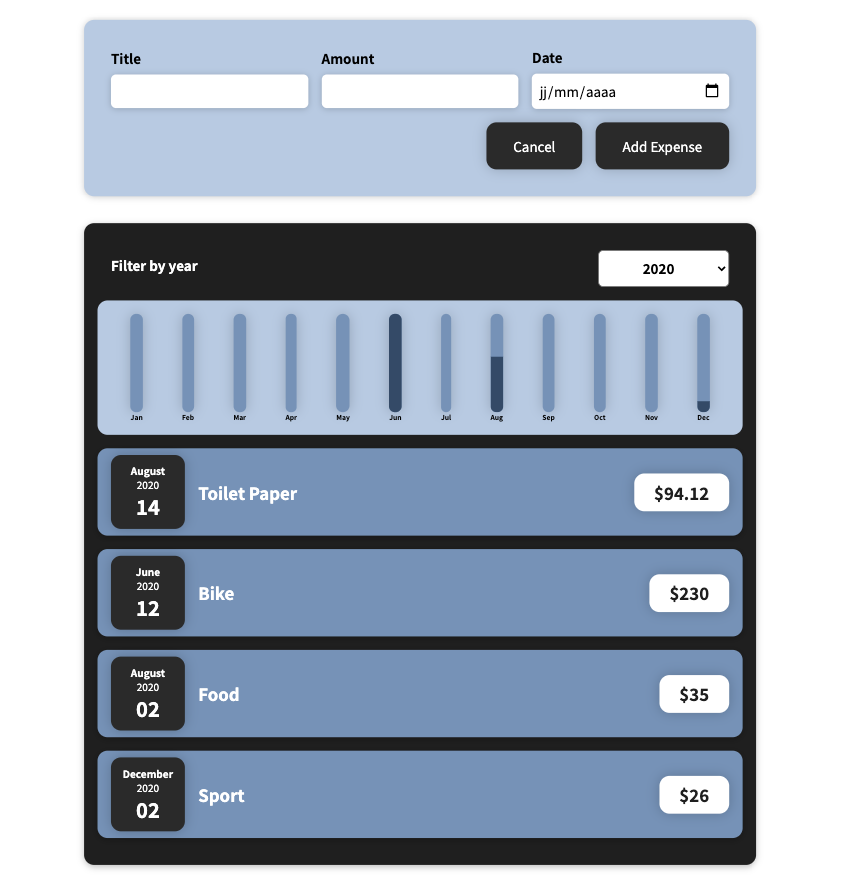 Title Amount Date
jj/mm/aaaa
Cancel Add Expense
Filter by year 2020
Jan Feb Mar Apr May Jun Jul Aug Sep Oct Nov Dec
August
2020
14
Toilet Paper
$94.12
June
2020
12
Bike
$230
August
2020
02
Food
$35
December
2020
02
Sport
$26